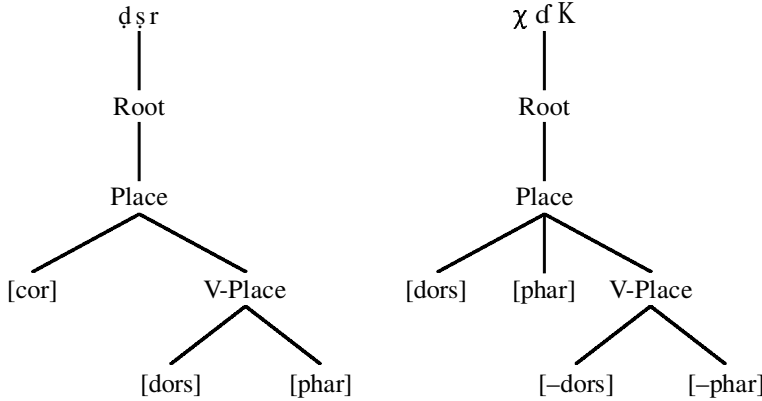 ḍ ṣ r χ ɗ K
Root Root
Place Place
[cor] V-Place [dors] [phar] V-Place
[dors] [phar] [–dors] [–phar]